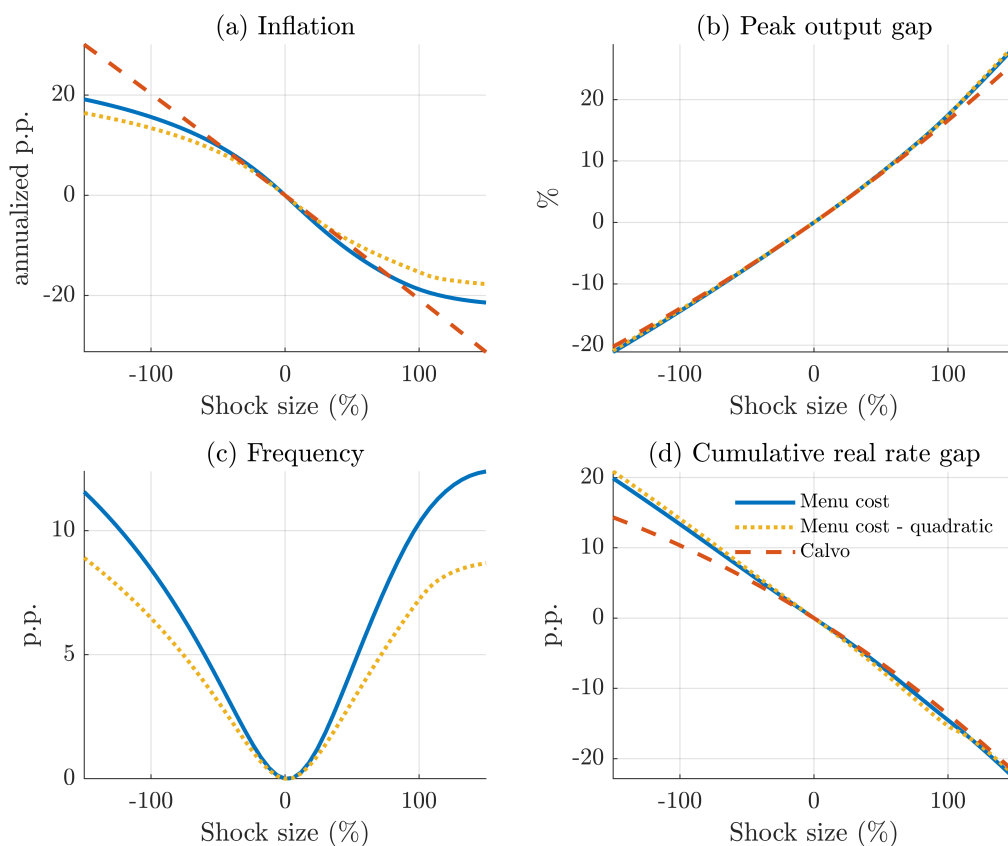 (a) Inflation
annualized p.p.
20
0
-20
-100
0
100
Shock size (%)
(b) Peak output gap
%
20
10
0
-10
-20
-100
0
100
Shock size (%)
(c) Frequency
p.p.
10
5
0
-100
0
100
Shock size (%)
(d) Cumulative real rate gap
p.p.
20
10
0
-10
-20
Menu cost
Menu cost - quadratic
Calvo
-100
0
100
Shock size (%)